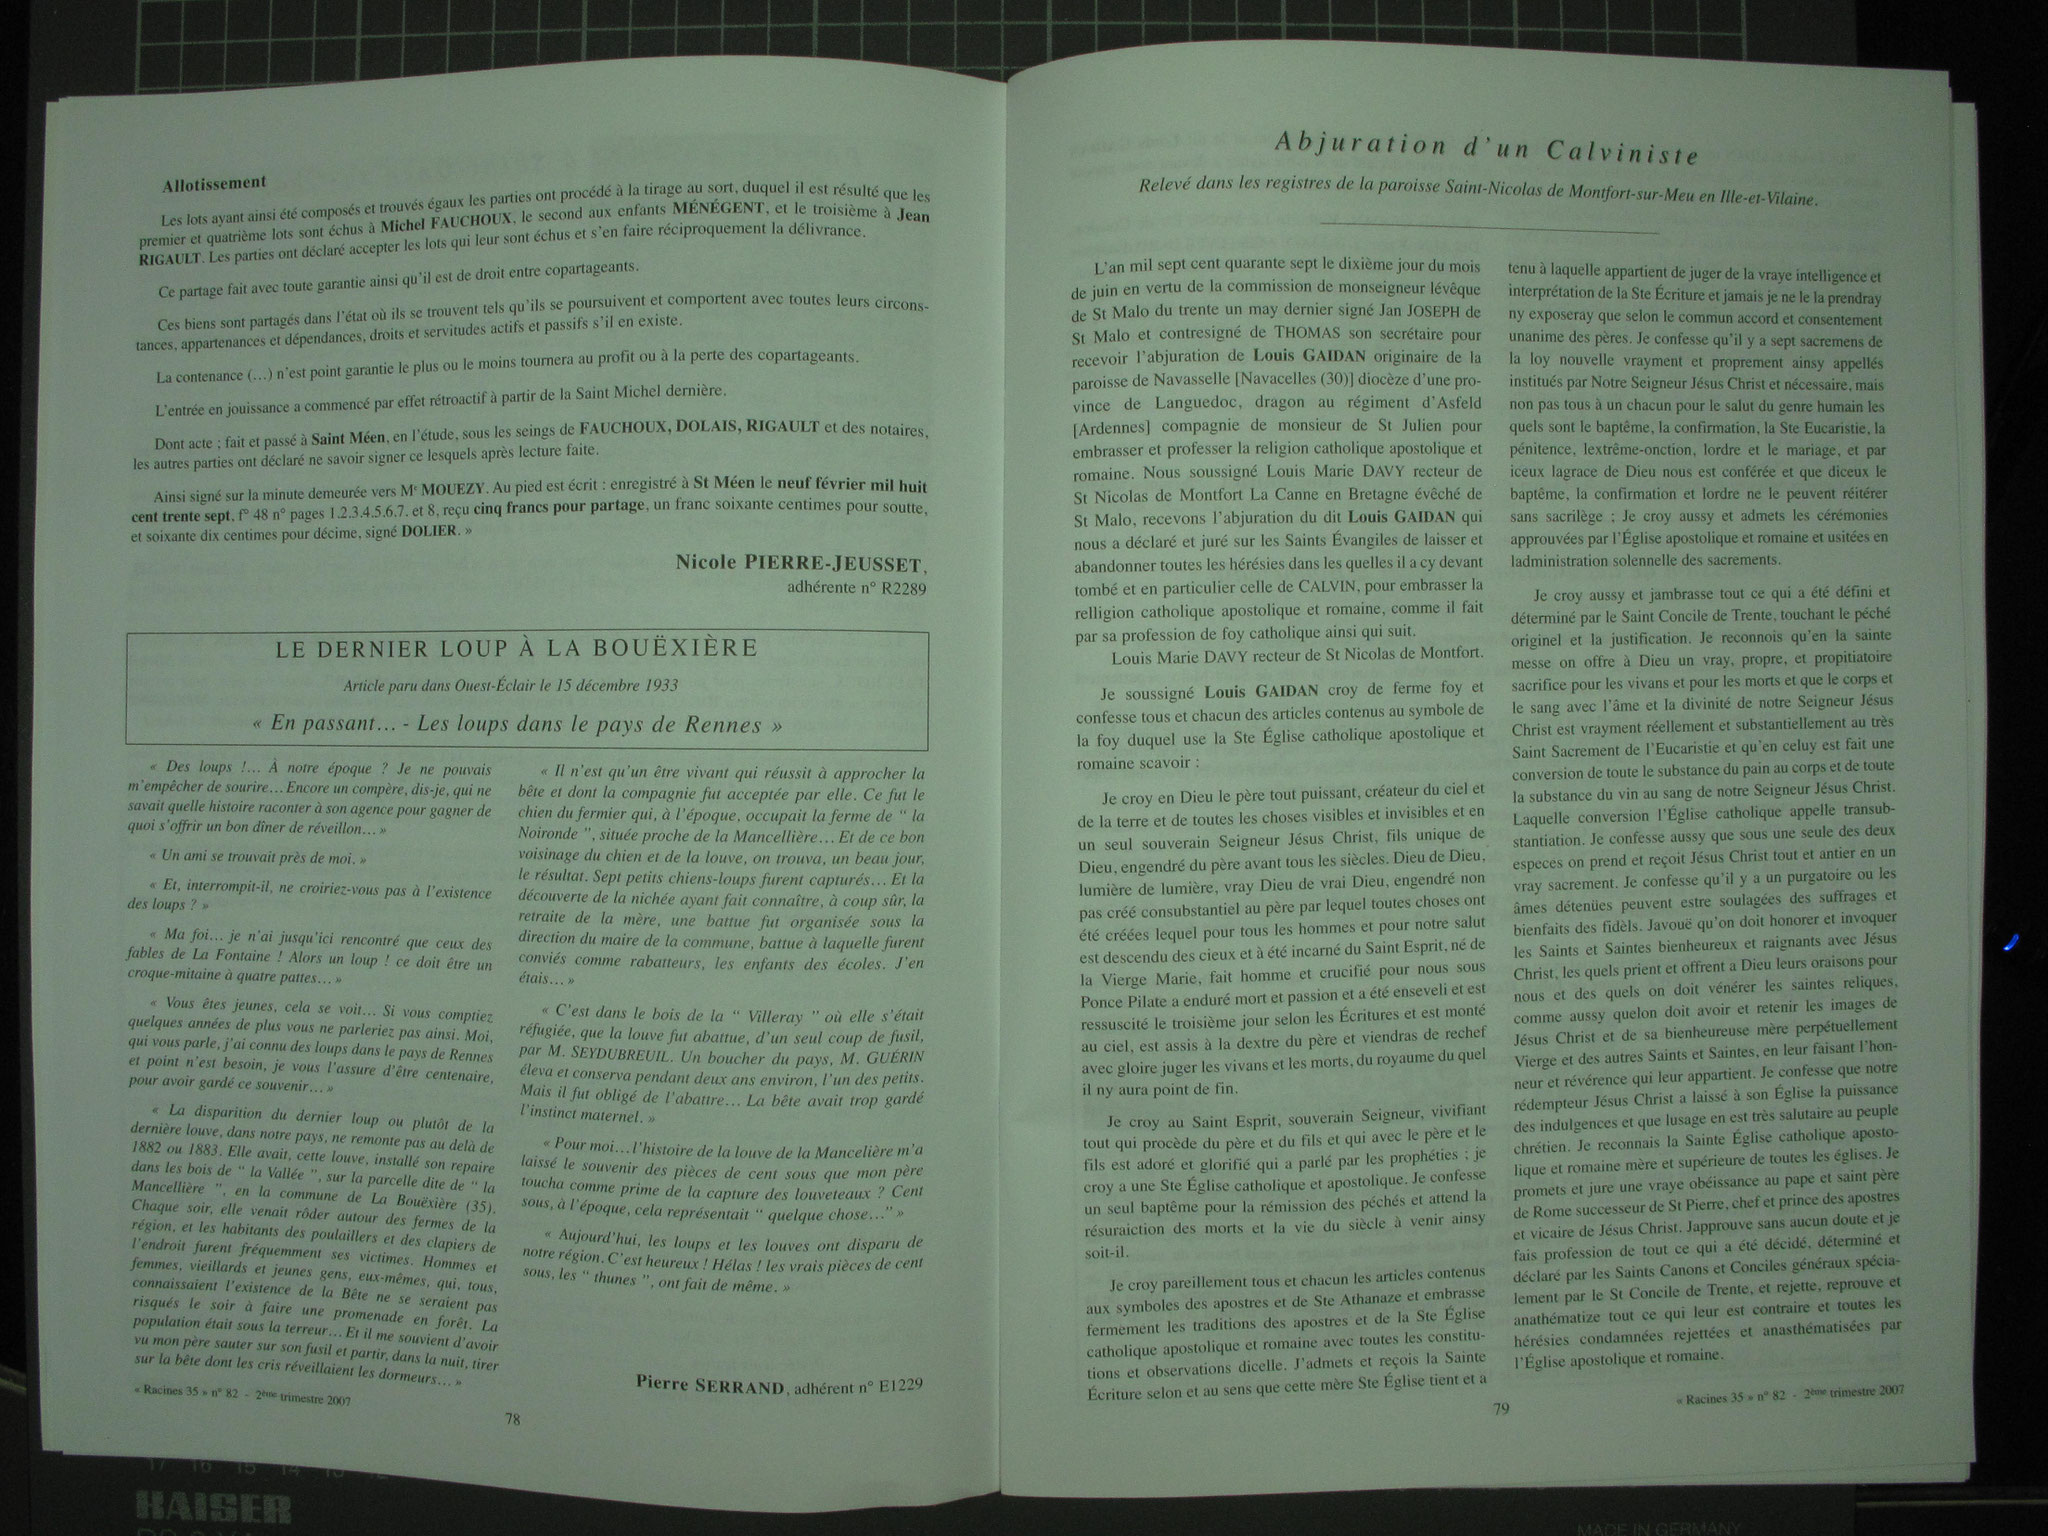 Allotissement
Les lots ayant ainsi été composés et trouvés égaux les parties ont procédé à la tirage au sort, duquel il est résulté que les
premier et quatrième lots sont échus à Michel FAUCHOUX, le second aux enfants MÉNÉGENT, et le troisième à Jean
RIGAULT. Les parties ont déclaré accepter les lots qui leur sont échus et s'en faire réciproquement la délivrance.
Ce partage fait avec toute garantie ainsi qu'il est de droit entre copartageants.
Ces biens sont partagés dans l'état où ils se trouvent tels qu'ils se poursuivent et comportent avec toutes leurs circons-
tances, appartenances et dépendances, droits et servitudes actifs et passifs s'il en existe.
La contenance (…) n'est point garantie le plus ou le moins tournera au profit ou à la perte des copartageants.
L'entrée en jouissance a commencé par effet rétroactif à partir de la Saint Michel dernière.
Dont acte ; fait et passé à Saint Méen, en l'étude, sous les seings de FAUCHOUX, DOLAIS, RIGAULT et des notaires,
les autres parties ont déclaré ne savoir signer ce lesquels après lecture faite.
Ainsi signé sur la minute demeurée vers Me MOUEZY. Au pied est écrit : enregistré à St Méen le neuf février mil huit
cent trente sept, f° 48 n° pages 1.2.3.4.5.6.7. et 8, reçu cinq francs pour partage, un franc soixante centimes pour soutte,
et soixante dix centimes pour décime, signé DOLIER. »
Nicole PIERRE-JEUSSET,
adhérente n° R2289
LE DERNIER LOUP À LA BOUËXIÈRE
Article paru dans Ouest-Éclair le 15 décembre 1933
« En passant… - Les loups dans le pays de Rennes »
« Des loups !… À notre époque ? Je ne pouvais
m'empêcher de sourire… Encore un compère, dis-je, qui ne
savait quelle histoire raconter à son agence pour gagner de
quoi s'offrir un bon dîner de réveillon… »
« Un ami se trouvait près de moi. »
« Et, interrompit-il, ne croiriez-vous pas à l'existence
des loups ? »
« Ma foi… je n'ai jusqu'ici rencontré que ceux des
fables de La Fontaine ! Alors un loup ! ce doit être un
croque-mitaine à quatre pattes… »
« Vous êtes jeunes, cela se voit… Si vous comptiez
quelques années de plus vous ne parleriez pas ainsi. Moi,
qui vous parle, j'ai connu des loups dans le pays de Rennes
et point n'est besoin, je vous l'assure d'être centenaire,
pour avoir gardé ce souvenir… »
« La disparition du dernier loup ou plutôt de la
dernière louve, dans notre pays, ne remonte pas au delà de
1882 ou 1883. Elle avait, cette louve, installé son repaire
dans les bois de “ la Vallée ”, sur la parcelle dite de “ la
Mancellière ”, en la commune de La Bouëxière (35).
Chaque soir, elle venait rôder autour des fermes de la
région, et les habitants des poulaillers et des clapiers de
l'endroit furent fréquemment ses victimes. Hommes et
femmes, vieillards et jeunes gens, eux-mêmes, qui, tous,
connaissaient l'existence de la Bête ne se seraient pas
risqués le soir à faire une promenade en forêt. La
population était sous la terreur… Et il me souvient d'avoir
vu mon père sauter sur son fusil et partir, dans la nuit, tirer
sur la bête dont les cris réveillaient les dormeurs… »
« Il n'est qu'un être vivant qui réussit à approcher la
bête et dont la compagnie fut acceptée par elle. Ce fut le
chien du fermier qui, à l'époque, occupait la ferme de “ la
Noironde ”, située proche de la Mancellière… Et de ce bon
voisinage du chien et de la louve, on trouva, un beau jour,
le résultat. Sept petits chiens-loups furent capturés… Et la
découverte de la nichée ayant fait connaître, à coup sûr, la
retraite de la mère, une battue fut organisée sous la
direction du maire de la commune, battue à laquelle furent
conviés comme rabatteurs, les enfants des écoles. J'en
étais… »
« C'est dans le bois de la “ Villeray ” où elle s'était
réfugiée, que la louve fut abattue, d'un seul coup de fusil,
par M. SEYDUBREUIL. Un boucher du pays, M. GUÉRIN
éleva et conserva pendant deux ans environ, l'un des petits.
Mais il fut obligé de l'abattre… La bête avait trop gardé
l'instinct maternel. »
« Pour moi…l'histoire de la louve de la Mancelière m'a
laissé le souvenir des pièces de cent sous que mon père
toucha comme prime de la capture des louveteaux ? Cent
sous, à l'époque, cela représentait “ quelque chose…” »
« Aujourd'hui, les loups et les louves ont disparu de
notre région. C'est heureux ! Hélas ! les vrais pièces de cent
sous, les “ thunes ”, ont fait de même. »
Pierre SERRAND, adhérent n° E1229
« Racines 35 » n° 82 - 2ème trimestre 2007
78
Abjuration d'un Calviniste
Relevé dans les registres de la paroisse Saint-Nicolas de Montfort-sur-Meu en Ille-et-Vilaine.
L'an mil sept cent quarante sept le dixième jour du mois
de juin en vertu de la commission de monseigneur lévêque
de St Malo du trente un may dernier signé Jan JOSEPH de
St Malo et contresigné de THOMAS son secrétaire pour
recevoir l'abjuration de Louis GAIDAN originaire de la
paroisse de Navasselle [Navacelles (30)] diocèze d'une pro-
vince de Languedoc, dragon au régiment d'Asfeld
[Ardennes] compagnie de monsieur de St Julien pour
embrasser et professer la religion catholique apostolique et
romaine. Nous soussigné Louis Marie DAVY recteur de
St Nicolas de Montfort La Canne en Bretagne évêché de
St Malo, recevons l'abjuration du dit Louis GAIDAN qui
nous a déclaré et juré sur les Saints Évangiles de laisser et
abandonner toutes les hérésies dans les quelles il a cy devant
tombé et en particulier celle de CALVIN, pour embrasser la
relligion catholique apostolique et romaine, comme il fait
par sa profession de foy catholique ainsi qui suit.
Louis Marie DAVY recteur de St Nicolas de Montfort.
Je soussigné Louis GAIDAN croy de ferme foy et
confesse tous et chacun des articles contenus au symbole de
la foy duquel use la Ste Église catholique apostolique et
romaine scavoir :
Je croy en Dieu le père tout puissant, créateur du ciel et
de la terre et de toutes les choses visibles et invisibles et en
un seul souverain Seigneur Jésus Christ, fils unique de
Dieu, engendré du père avant tous les siècles. Dieu de Dieu,
lumière de lumière, vray Dieu de vrai Dieu, engendré non
pas créé consubstantiel au père par lequel toutes choses ont
été créées lequel pour tous les hommes et pour notre salut
est descendu des cieux et à été incarné du Saint Esprit, né de
la Vierge Marie, fait homme et crucifié pour nous sous
Ponce Pilate a enduré mort et passion et a été enseveli et est
ressuscité le troisième jour selon les Écritures et est monté
au ciel, est assis à la dextre du père et viendras de rechef
avec gloire juger les vivans et les morts, du royaume du quel
il ny aura point de fin.
Je croy au Saint Esprit, souverain Seigneur, vivifiant
tout qui procède du père et du fils et qui avec le père et le
fils est adoré et glorifié qui a parlé par les prophéties ; je
croy a une Ste Église catholique et apostolique. Je confesse
un seul baptême pour la rémission des péchés et attend la
résuraiction des morts et la vie du siècle à venir ainsy
soit-il.
Je croy pareillement tous et chacun les articles contenus
aux symboles des apostres et de Ste Athanaze et embrasse
fermement les traditions des apostres et de la Ste Église
catholique apostolique et romaine avec toutes les constitu-
tions et observations dicelle. J'admets et reçois la Sainte
Écriture selon et au sens que cette mère Ste Église tient et a
tenu à laquelle appartient de juger de la vraye intelligence et
interprétation de la Ste Écriture et jamais je ne le la prendray
ny exposeray que selon le commun accord et consentement
unanime des pères. Je confesse qu'il y a sept sacremens de
la loy nouvelle vrayment et proprement ainsy appellés
institués par Notre Seigneur Jésus Christ et nécessaire, mais
non pas tous à un chacun pour le salut du genre humain les
quels sont le baptême, la confirmation, la Ste Eucaristie, la
pénitence, lextrême-onction, lordre et le mariage, et par
iceux lagrace de Dieu nous est conférée et que diceux le
baptême, la confirmation et lordre ne le peuvent réitérer
sans sacrilège ; Je croy aussy et admets les cérémonies
approuvées par l'Église apostolique et romaine et usitées en
ladministration solennelle des sacrements.
Je croy aussy et jambrasse tout ce qui a été défini et
déterminé par le Saint Concile de Trente, touchant le péché
originel et la justification. Je reconnois qu'en la sainte
messe on offre à Dieu un vray, propre, et propitiatoire
sacrifice pour les vivans et pour les morts et que le corps et
le sang avec l'âme et la divinité de notre Seigneur Jésus
Christ est vrayment réellement et substantiellement au très
Saint Sacrement de l'Eucaristie et qu'en celuy est fait une
conversion de toute le substance du pain au corps et de toute
la substance du vin au sang de notre Seigneur Jésus Christ.
Laquelle conversion l'Église catholique appelle transub-
stantiation. Je confesse aussy que sous une seule des deux
especes on prend et reçoit Jésus Christ tout et antier en un
vray sacrement. Je confesse qu'il y a un purgatoire ou les
âmes détenües peuvent estre soulagées des suffrages et
bienfaits des fidèls. Javouë qu'on doit honorer et invoquer
les Saints et Saintes bienheureux et raignants avec Jésus
Christ, les quels prient et offrent a Dieu leurs oraisons pour
nous et des quels on doit vénérer les saintes reliques,
comme aussy quelon doit avoir et retenir les images de
Jésus Christ et de sa bienheureuse mère perpétuellement
Vierge et des autres Saints et Saintes, en leur faisant l'hon-
neur et révérence qui leur appartient. Je confesse que notre
rédempteur Jésus Christ a laissé à son Église la puissance
des indulgences et que lusage en est très salutaire au peuple
chrétien. Je reconnais la Sainte Église catholique aposto-
lique et romaine mère et supérieure de toutes les églises. Je
promets et jure une vraye obéissance au pape et saint père
de Rome successeur de St Pierre, chef et prince des apostres
et vicaire de Jésus Christ. Japprouve sans aucun doute et je
fais profession de tout ce qui a été décidé, déterminé et
déclaré par les Saints Canons et Conciles généraux spécia-
lement par le St Concile de Trente, et rejette, reprouve et
anathématize tout ce qui leur est contraire et toutes les
hérésies condamnées rejettées et anasthématisées par
l'Église apostolique et romaine.
« Racines 35 » n° 82 - 2ème trimestre 2007
79
17 16 15 14 13 12
KAISER
MADE IN GERMANY